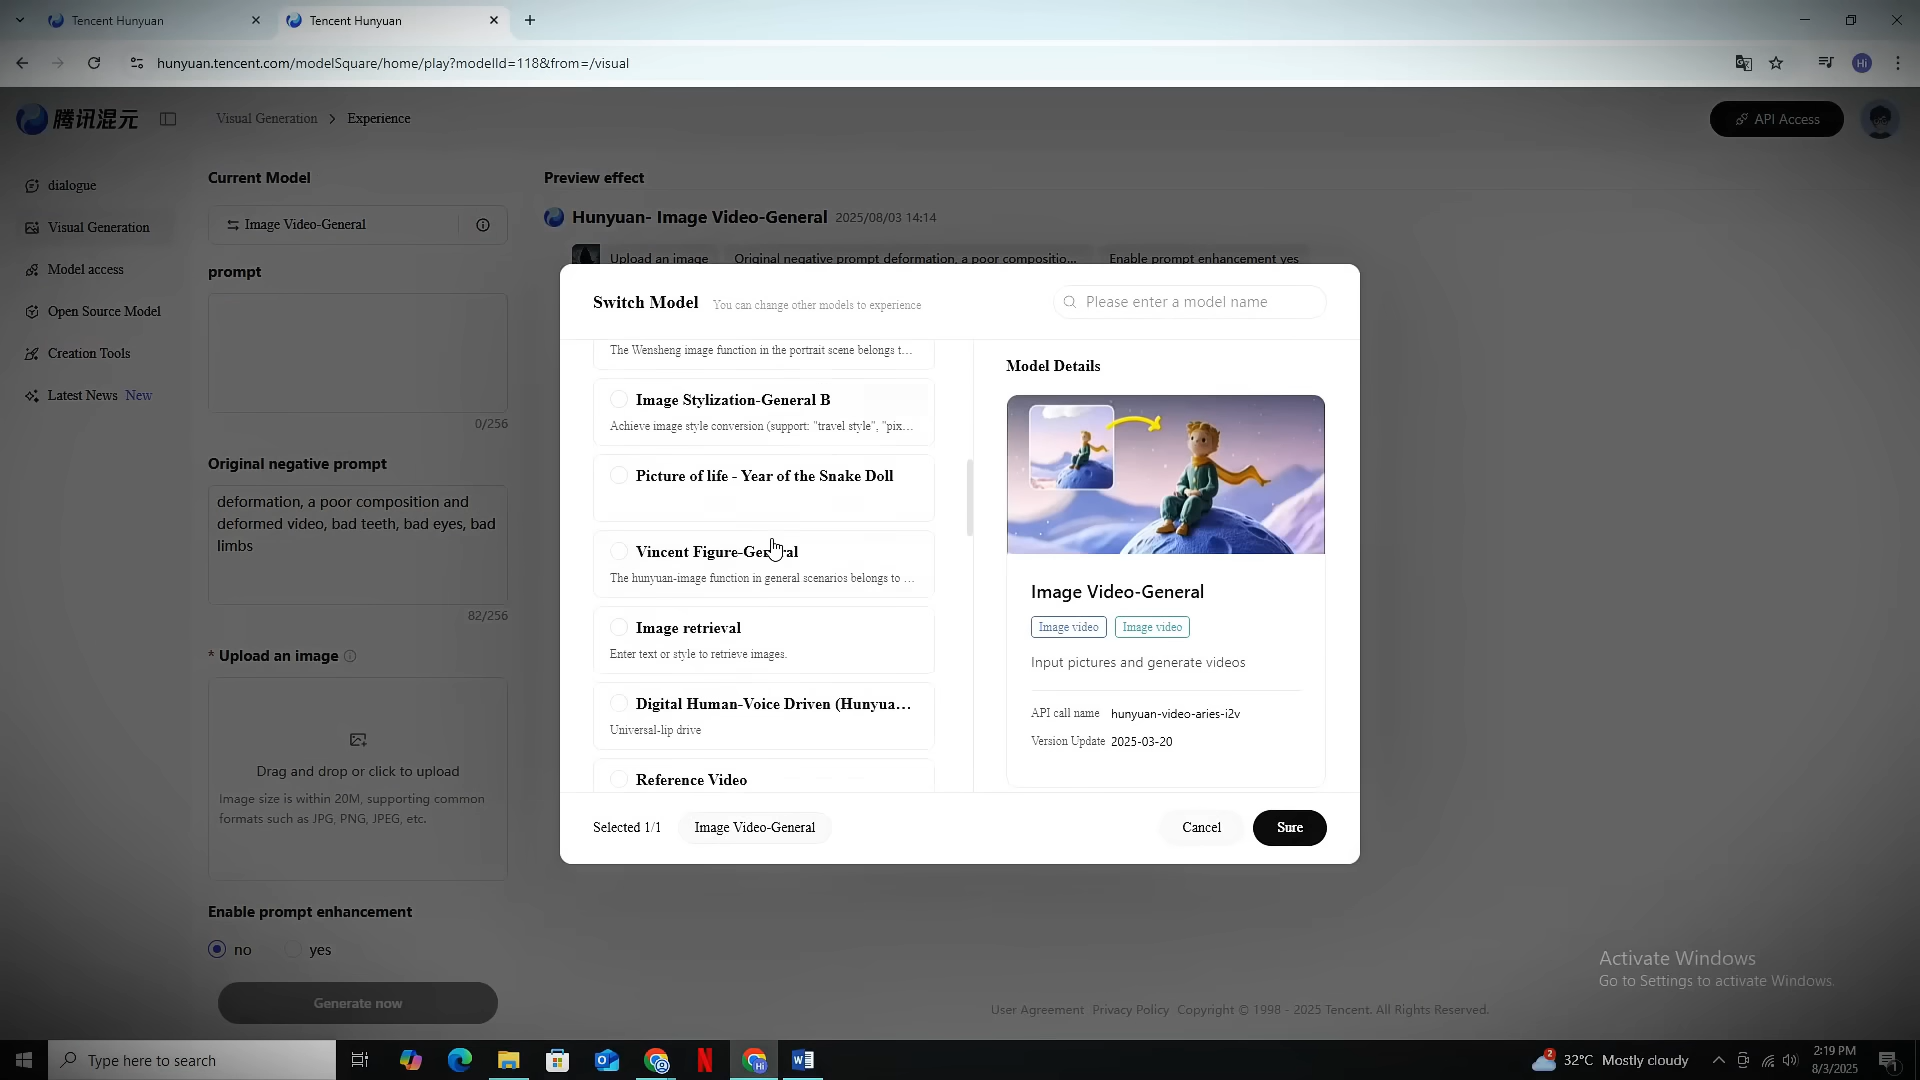 Tencent Hunyuan
Tencent Hunyuan
hunyuan.tencent.com/modelSquare/home/play?modelId=118&from=/visual
Hi
腾讯混元
Visual Generation > Experience
API Access
dialogue
Visual Generation
Model access
Open Source Model
Creation Tools
Latest News New
Current Model
Image Video-General
prompt
0/256
Original negative prompt
deformation, a poor composition and
deformed video, bad teeth, bad eyes, bad
limbs
82/256
* Upload an image
Drag and drop or click to upload
Image size is within 20M, supporting common
formats such as JPG, PNG, JPEG, etc.
Enable prompt enhancement
no
yes
Generate now
Preview effect
Hunyuan- Image Video-General 2025/08/03 14:14
Upload an image
Original negative prompt deformation, a poor compositio...
Enable prompt enhancement yes
Switch Model You can change other models to experience
Please enter a model name
The Wensheng image function in the portrait scene belongs t...
Image Stylization-General B
Achieve image style conversion (support: "travel style", "pix...
Picture of life - Year of the Snake Doll
Vincent Figure-General
The hunyuan-image function in general scenarios belongs to ...
Image retrieval
Enter text or style to retrieve images.
Digital Human-Voice Driven (Hunyua...
Universal-lip drive
Reference Video
Model Details
Image Video-General
Image video
Image video
Input pictures and generate videos
API call name hunyuan-video-aries-i2v
Version Update 2025-03-20
Selected 1/1
Image Video-General
Cancel
Sure
Activate Windows
Go to Settings to activate Windows.
User Agreement Privacy Policy Copyright © 1998 - 2025 Tencent. All Rights Reserved.
Type here to search
Hi
2
32°C Mostly cloudy
2:19 PM
8/3/2025
1